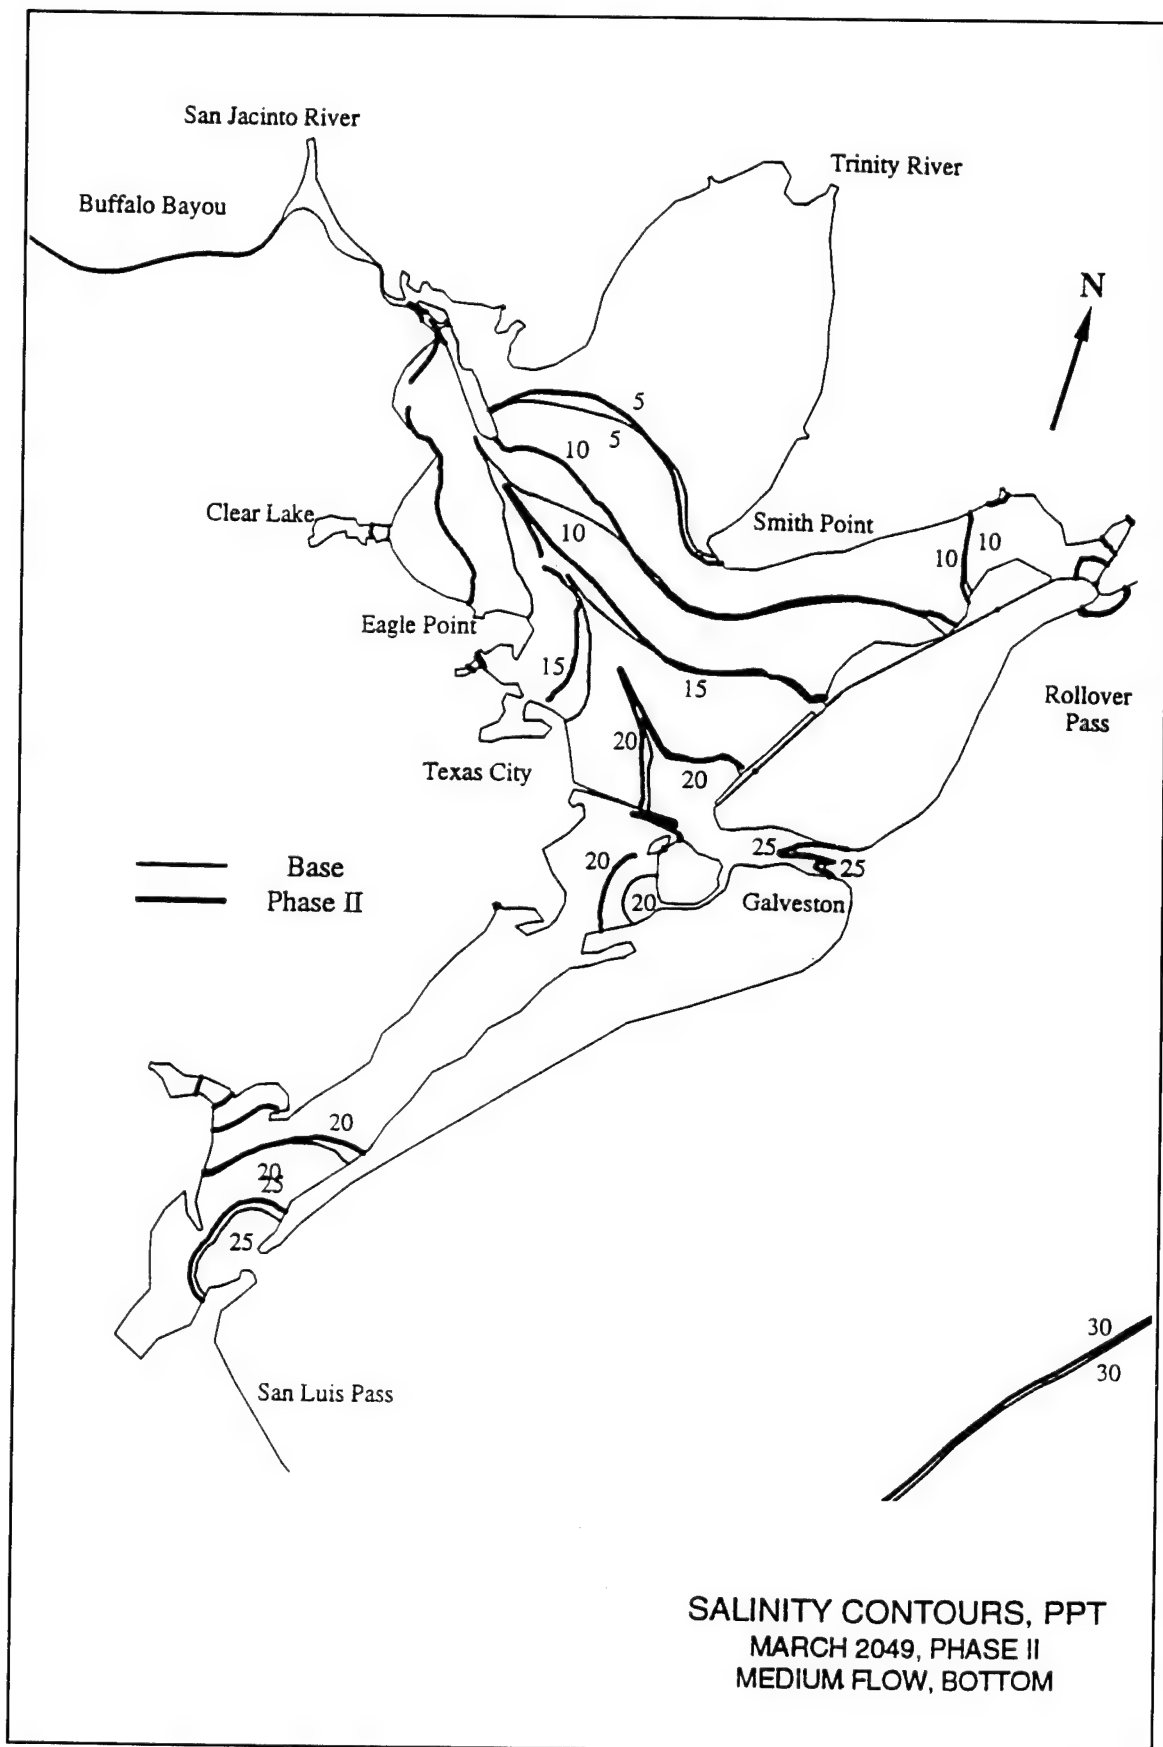 San Jacinto River
Trinity River
Buffalo Bayou
N
5
5
10
Clear Lake
Smith Point
10
10
10
Eagle Point
15
15
Rollover
Pass
20
Texas City
20
25
25
20
Base
Phase II
20
Galveston
20
20
25
25
30
30
San Luis Pass
SALINITY CONTOURS, PPT
MARCH 2049, PHASE II
MEDIUM FLOW, BOTTOM